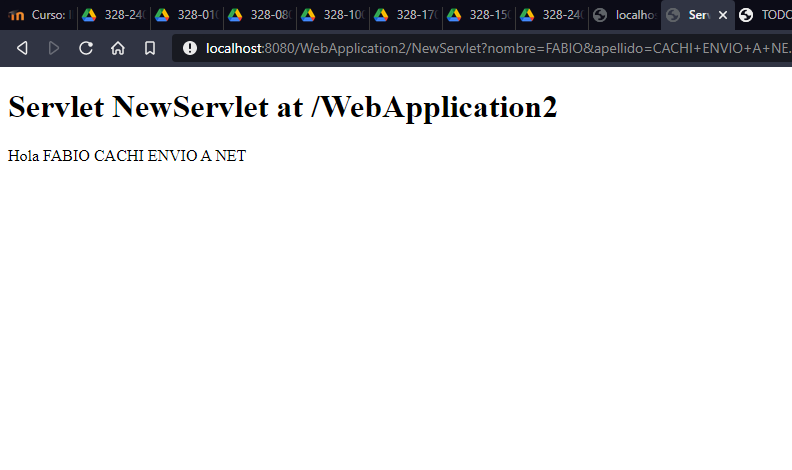 Curso: 328-24 328-01 328-08 328-10 328-17 328-15 328-24 localho Ser TODO
localhost:8080/WebApplication2/NewServlet?nombre=FABIO&apellido=CACHI+ENVIO+A+NE.
Servlet NewServlet at /WebApplication2
Hola FABIO CACHI ENVIO A NET